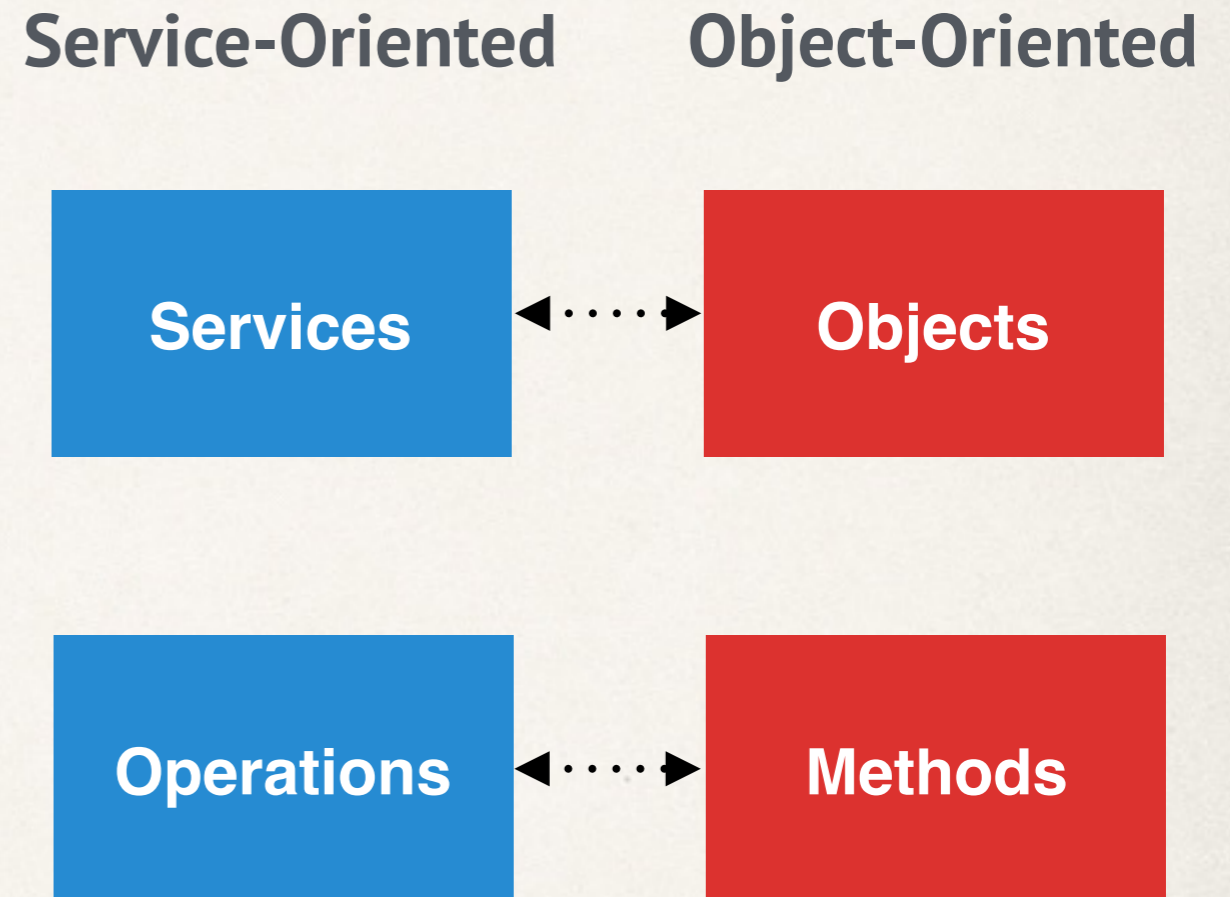 Service-Oriented
Object-Oriented
Services
Objects
Operations
Methods